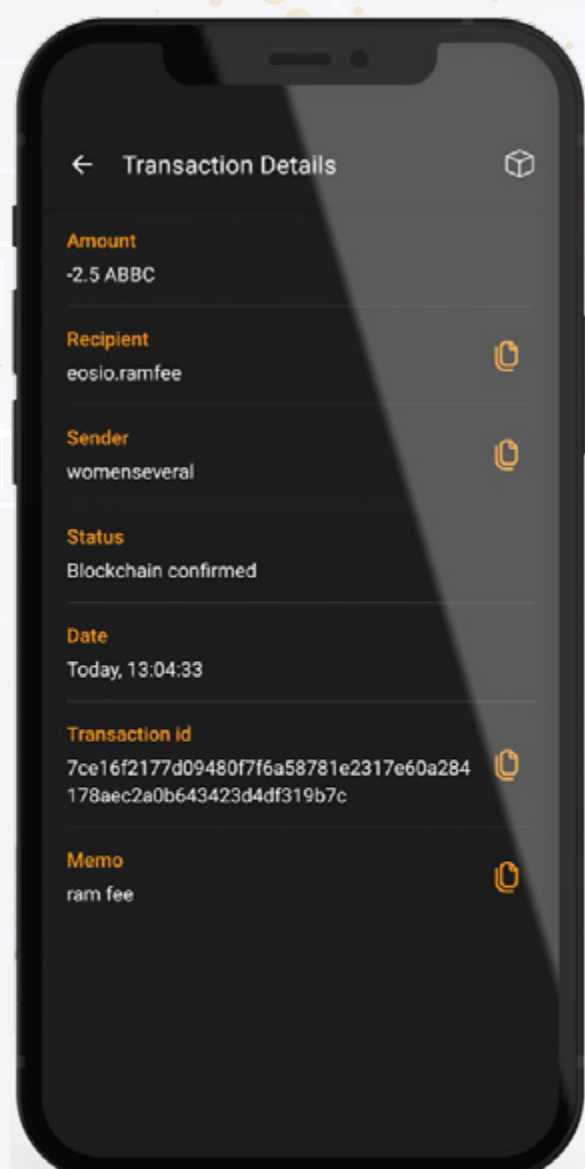 Transaction Details
Amount
-2.5 ABBC
Recipient
eosio.ramfee
Sender
womenseveral
Status
Blockchain confirmed
Date
Today, 13:04:33
Transaction id
7ce16f2177d09480f7f6a58781e2317e60a284
178aec2a0b643423d4df319b7c
Memo
ram fee